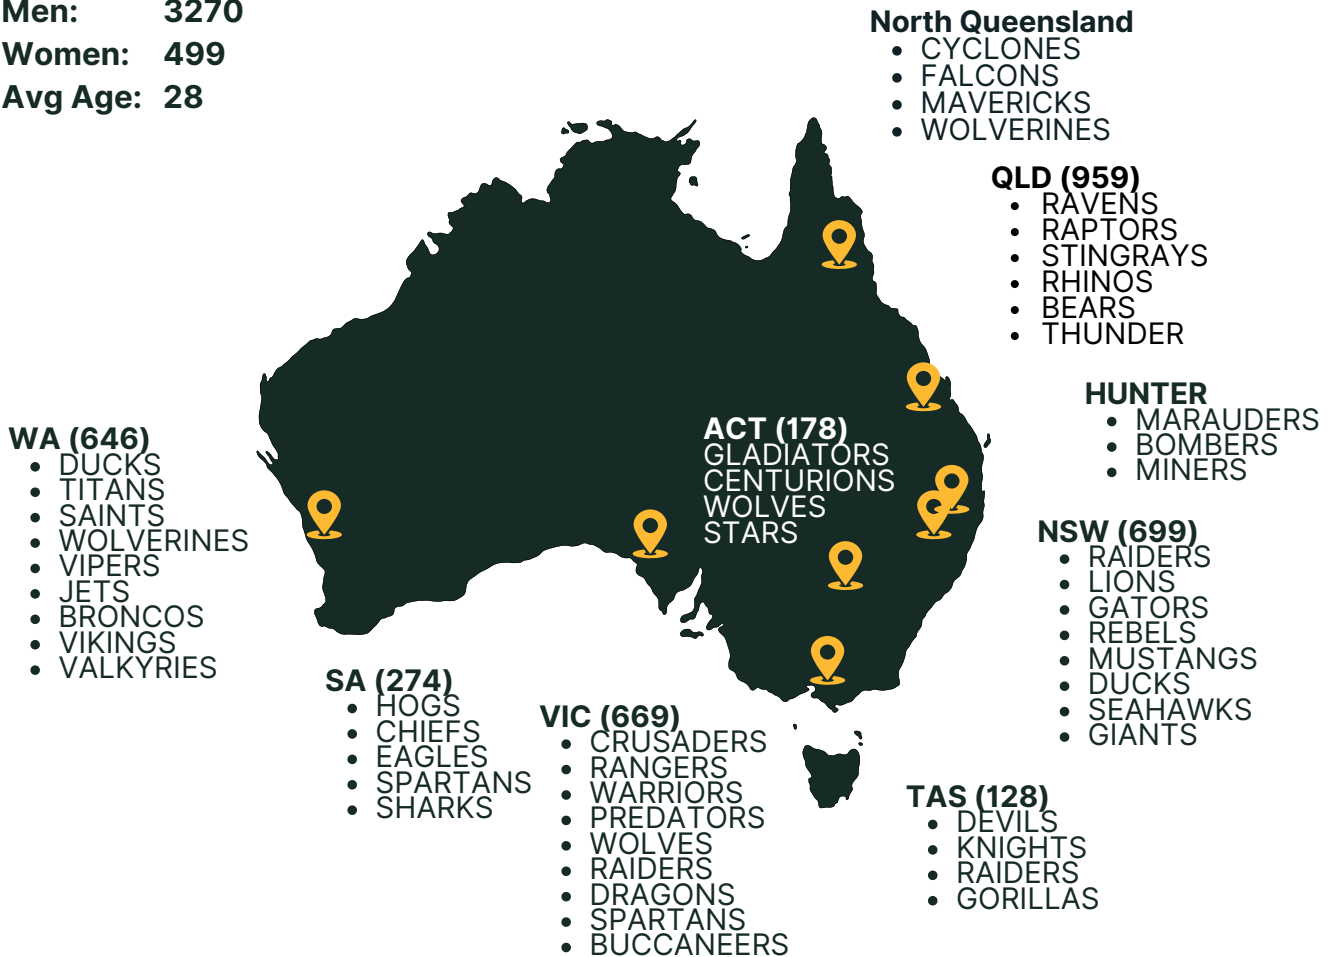 Men: 3270
Women: 499
Avg Age: 28
North Queensland
• CYCLONES
• FALCONS
• MAVERICKS
• WOLVERINES
QLD (959)
• RAVENS
• RAPTORS
• STINGRAYS
• RHINOS
• BEARS
• THUNDER
HUNTER
• MARAUDERS
• BOMBERS
• MINERS
ACT (178)
GLADIATORS
CENTURIONS
WOLVES
STARS
WA (646)
• DUCKS
• TITANS
• SAINTS
• WOLVERINES
• VIPERS
• JETS
• BRONCOS
• VIKINGS
• VALKYRIES
NSW (699)
• RAIDERS
• LIONS
• GATORS
• REBELS
• MUSTANGS
• DUCKS
• SEAHAWKS
• GIANTS
SA (274)
• HOGS
• CHIEFS
• EAGLES
• SPARTANS
• SHARKS
VIC (669)
• CRUSADERS
• RANGERS
• WARRIORS
• PREDATORS
• WOLVES
• RAIDERS
• DRAGONS
• SPARTANS
• BUCCANEERS
TAS (128)
• DEVILS
• KNIGHTS
• RAIDERS
• GORILLAS